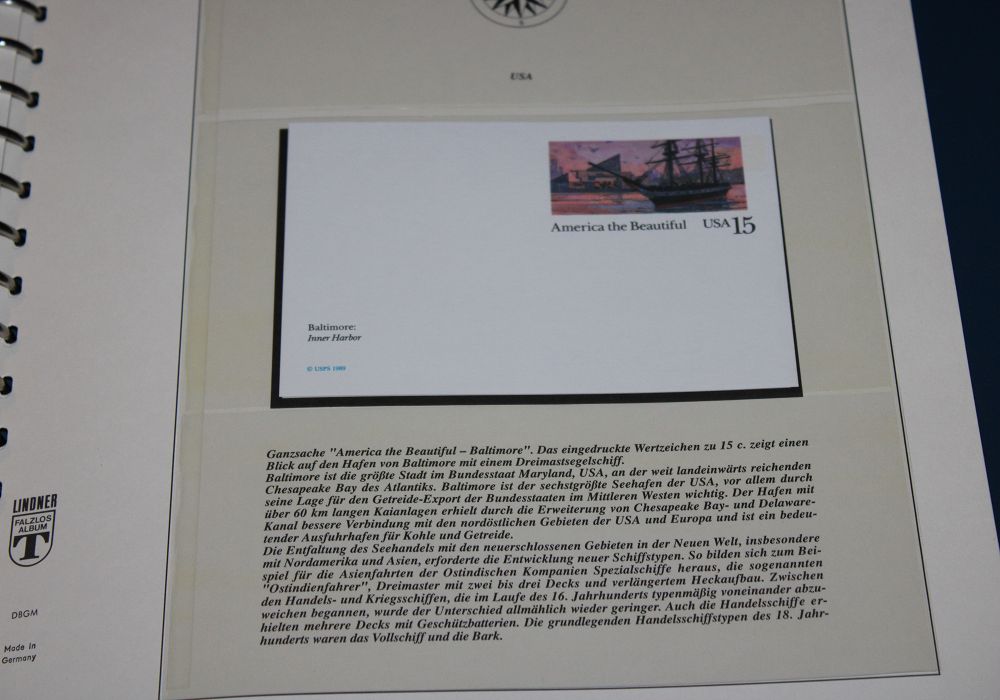 USA
America the Beautiful USA 15
Baltimore:
Inner Harbor
© USPS 1989
Ganzsache "America the Beautiful – Baltimore". Das eingedruckte Wertzeichen zu 15 c. zeigt einen
Blick auf den Hafen von Baltimore mit einem Dreimastsegelschiff.
Baltimore ist die größte Stadt im Bundesstaat Maryland, USA, an der weit landeinwärts reichenden
Chesapeake Bay des Atlantiks. Baltimore ist der sechstgrößte Seehafen der USA, vor allem durch
seine Lage für den Getreide-Export der Bundesstaaten im Mittleren Westen wichtig. Der Hafen mit
über 60 km langen Kaianlagen erhielt durch die Erweiterung von Chesapeake Bay- und Delaware-
Kanal bessere Verbindung mit den nordöstlichen Gebieten der USA und Europa und ist ein bedeu-
tender Ausfuhrhafen für Kohle und Getreide.
Die Entfaltung des Seehandels mit den neuerschlossenen Gebieten in der Neuen Welt, insbesondere
mit Nordamerika und Asien, erforderte die Entwicklung neuer Schiffstypen. So bilden sich zum Bei-
spiel für die Asienfahrten der Ostindischen Kompanien Spezialschiffe heraus, die sogenannten
"Ostindienfahrer", Dreimaster mit zwei bis drei Decks und verlängertem Heckaufbau. Zwischen
den Handels- und Kriegsschiffen, die im Laufe des 16. Jahrhunderts typenmäßig voneinander abzu-
weichen begannen, wurde der Unterschied allmählich wieder geringer. Auch die Handelsschiffe er-
hielten mehrere Decks mit Geschützbatterien. Die grundlegenden Handelsschiffstypen des 18. Jahr-
hunderts waren das Vollschiff und die Bark.
LINDNER
FALZLOS
ALBUM
T
DBGM
Made in
Germany